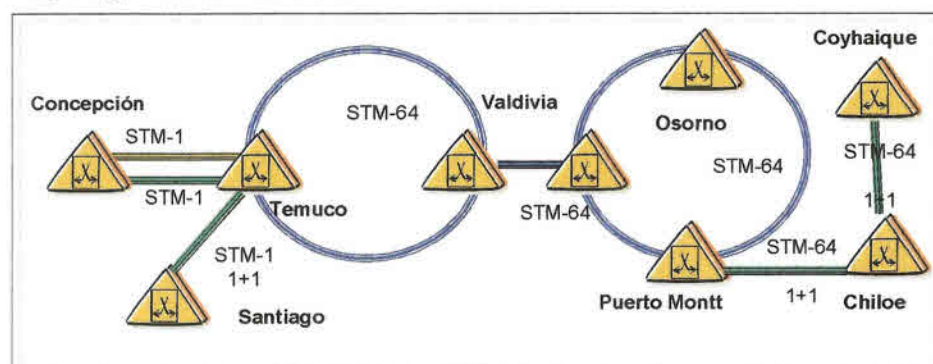 Coyhaique
Concepción
STM-1
STM-64
Valdivia
Osorno
STM-64
STM-64
STM-1
Temuco
STM-64
1+1
STM-1
1+1
STM-64
Santiago
Puerto Montt
1+1
Chiloe